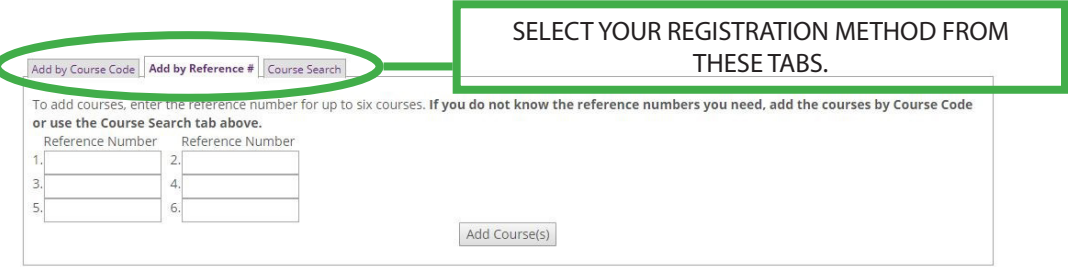 SELECT YOUR REGISTRATION METHOD FROM
THESE TABS.
Add by Course Code Add by Reference # Course Search
To add courses, enter the reference number for up to six courses. If you do not know the reference numbers you need, add the courses by Course Code
or use the Course Search tab above.
Reference Number Reference Number
1. 2.
3. 4.
5. 6.
Add Course(s)